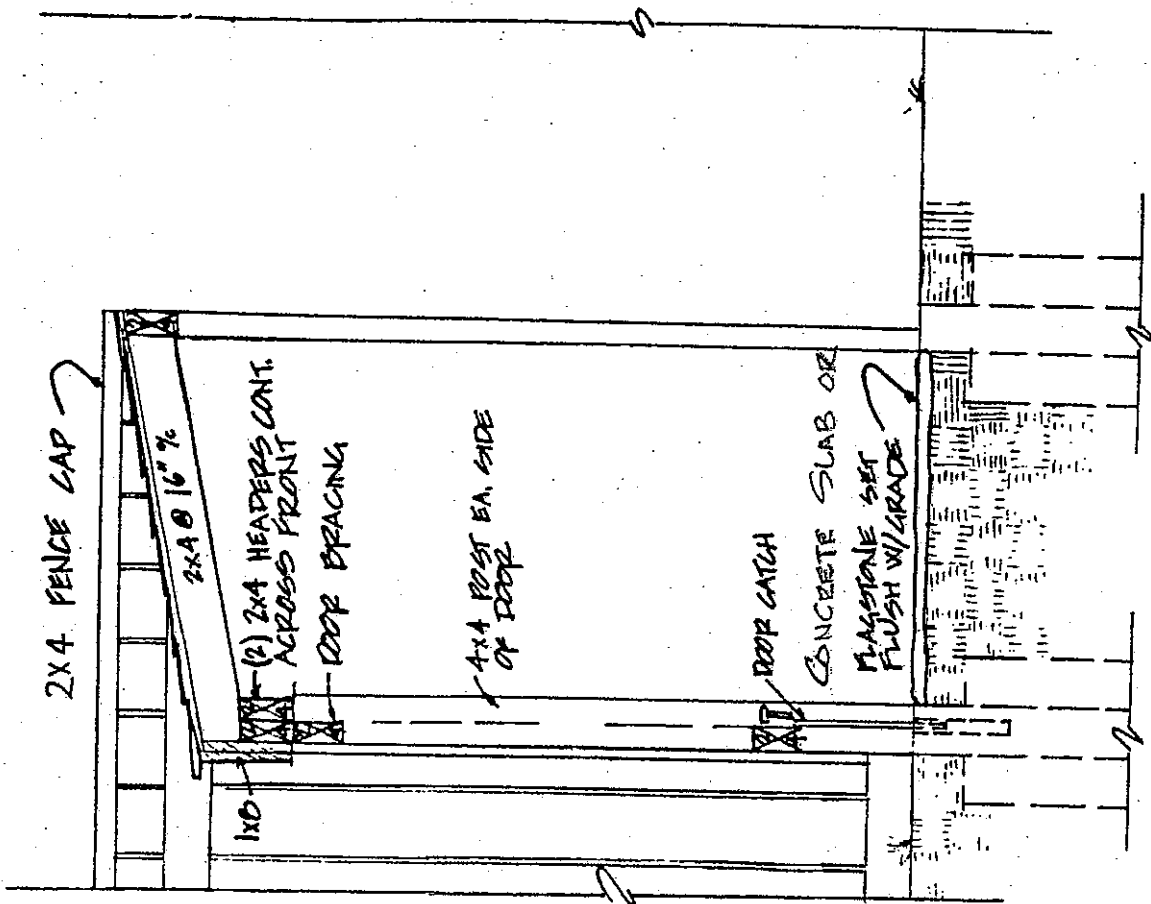 2X4 FENCE CAP
2X4 @ 16" %
(2) 2X4 HEADERS CONT.
ACROSS FRONT
DOOR BRACING
1X8
4X4 POST EA. SIDE
OF DOOR
DOOR CATCH
CONCRETE SLAB OR
FLAGSTONE SET
FLUSH W/GRADE